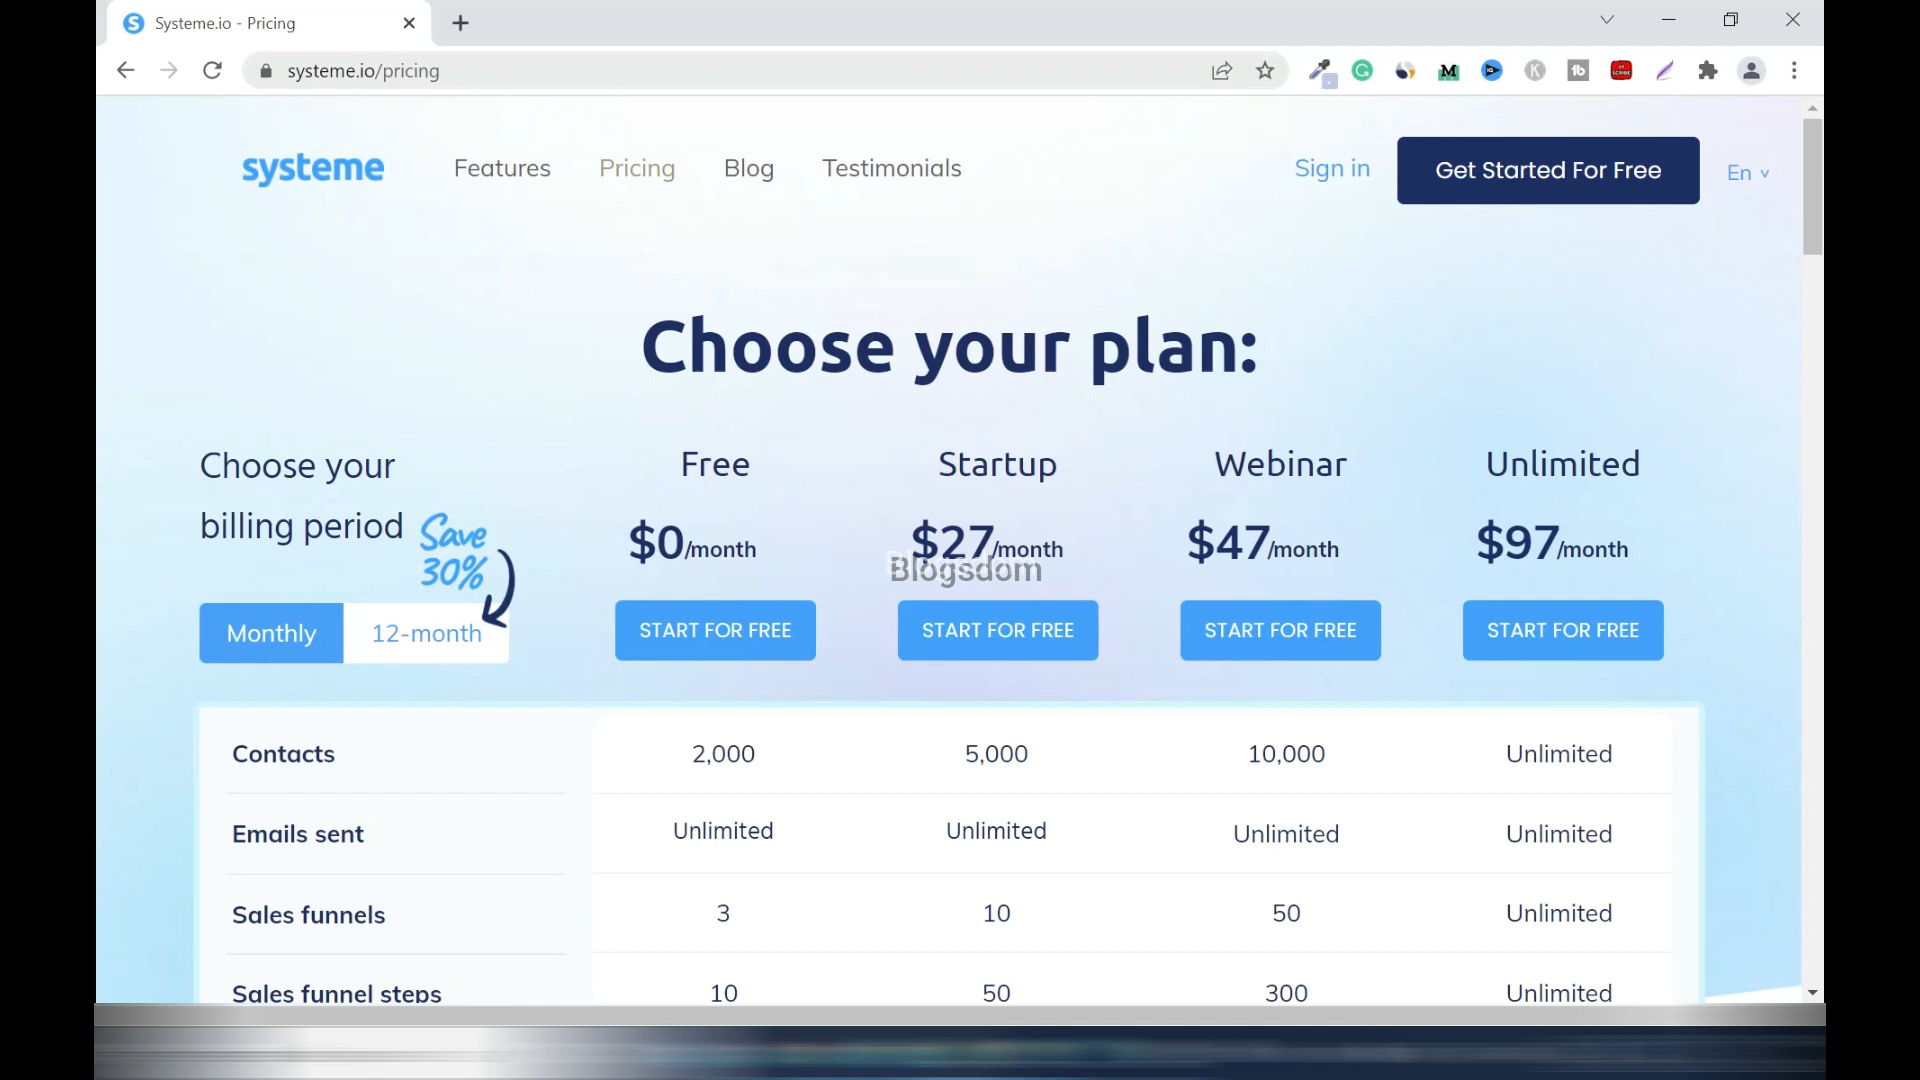 Systeme.io - Pricing
systeme.io/pricing
systeme Features Pricing Blog Testimonials Sign in Get Started For Free En
Choose your plan:
Choose your
billing period
Save
30%
Monthly 12-month
Free Startup Webinar Unlimited
$0/month $27/month $47/month $97/month
Blogsdom
START FOR FREE START FOR FREE START FOR FREE START FOR FREE
Contacts 2,000 5,000 10,000 Unlimited
Emails sent Unlimited Unlimited Unlimited Unlimited
Sales funnels 3 10 50 Unlimited
Sales funnel steps 10 50 300 Unlimited